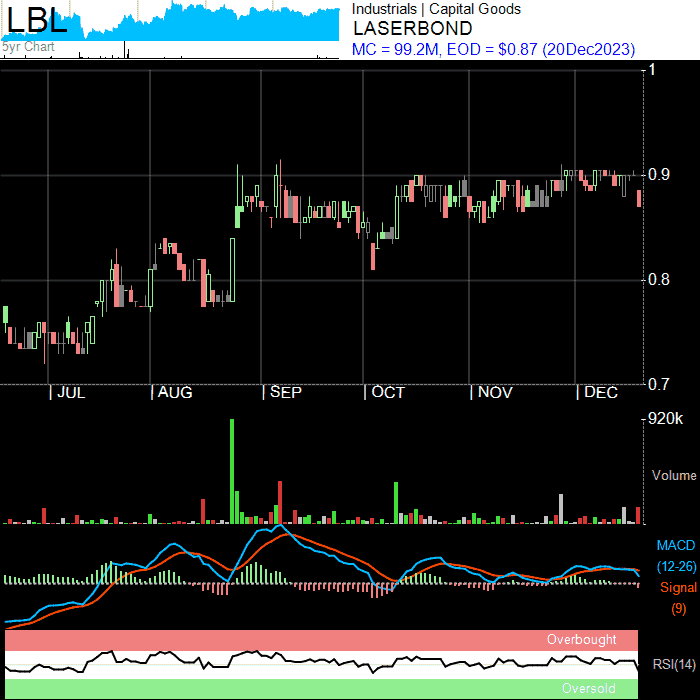 LBL
5yr Chart
Industrials | Capital Goods
LASERBOND
MC = 99.2M, EOD = $0.87 (20Dec2023)
1
0.9
0.8
0.7
| JUL | AUG | SEP | OCT | NOV | DEC
920k
Volume
MACD
(12-26)
Signal
(9)
Overbought
RSI(14)
Oversold